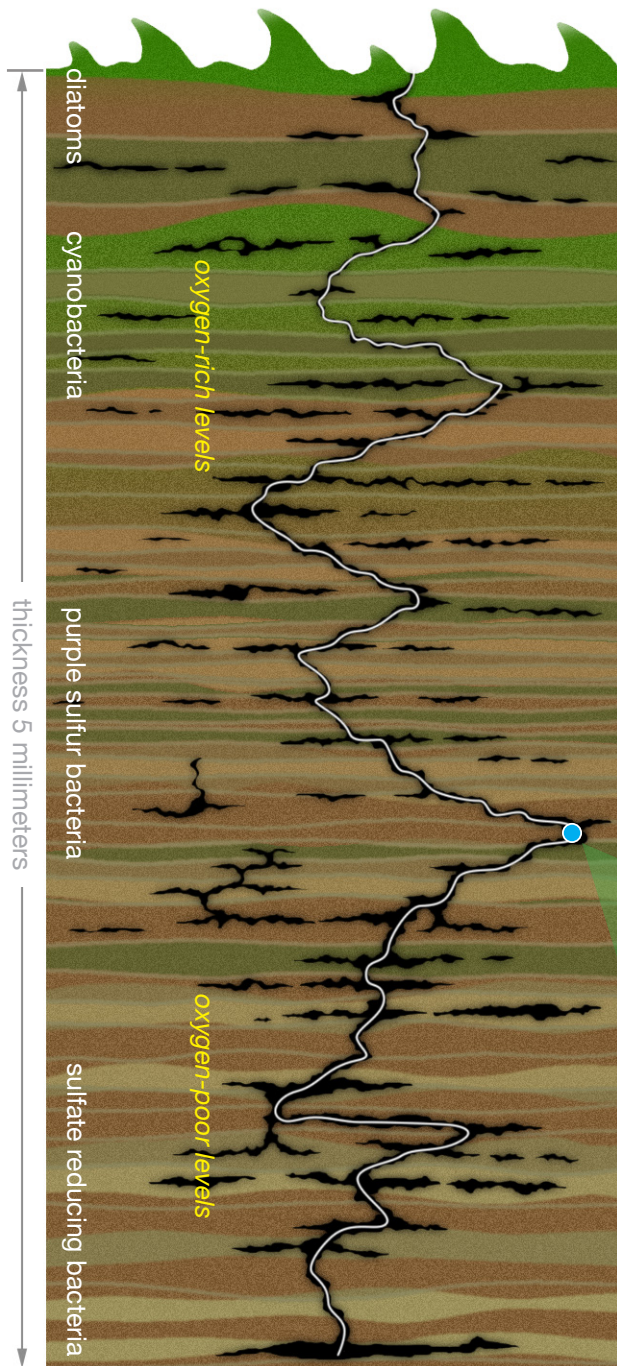 diatoms
cyanobacteria
oxygen-rich levels
purple sulfur bacteria
thickness 5 millimeters
oxygen-poor levels
sulfate reducing bacteria